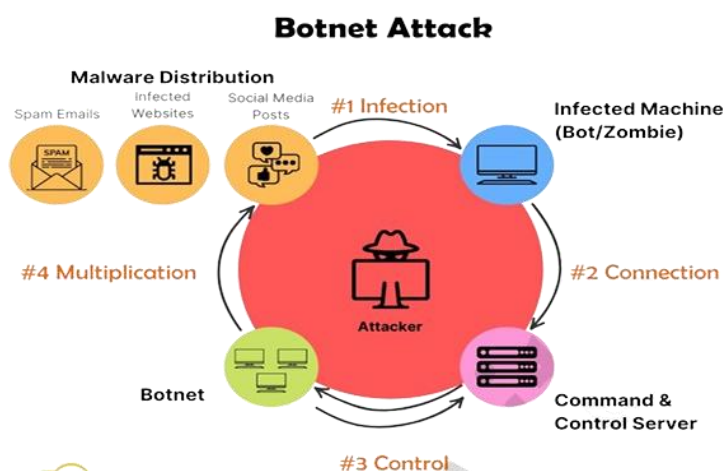 Botnet Attack
Malware Distribution
Spam Emails
Infected
Websites
Social Media
Posts
#1 Infection
Infected Machine
(Bot/Zombie)
SPAM
#4 Multiplication
#2 Connection
Attacker
Botnet
Command &
Control Server
#3 Control